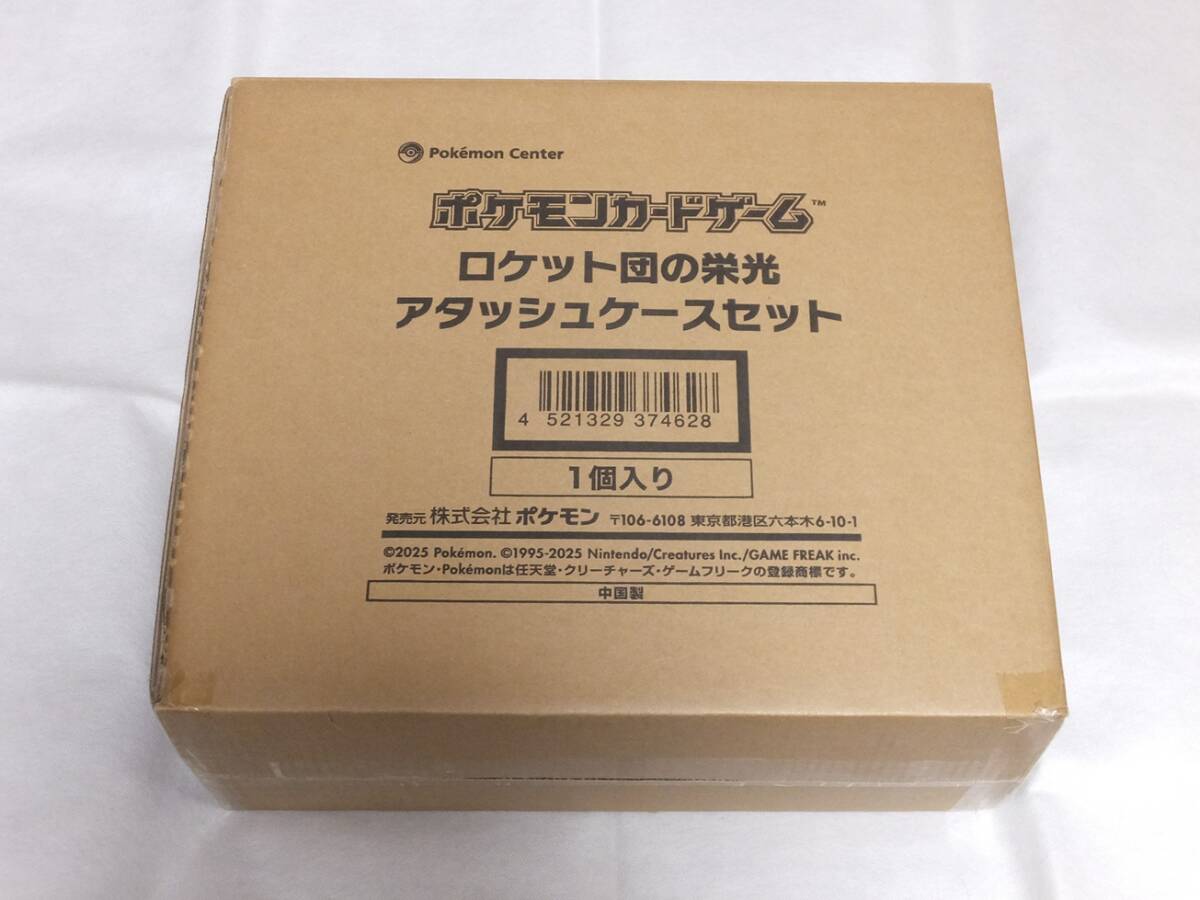 Pokémon Center
ポケモンカードゲーム™
ロケット団の栄光
アタッシュケースセット
4 521329 374628
1個入り
発売元 株式会社 ポケモン 〒106-6108 東京都港区六本木6-10-1
©2025 Pokémon. ©1995-2025 Nintendo/Creatures Inc./GAME FREAK inc.
ポケモン・Pokémonは任天堂・クリーチャーズ・ゲームフリークの登録商標です。
中国製